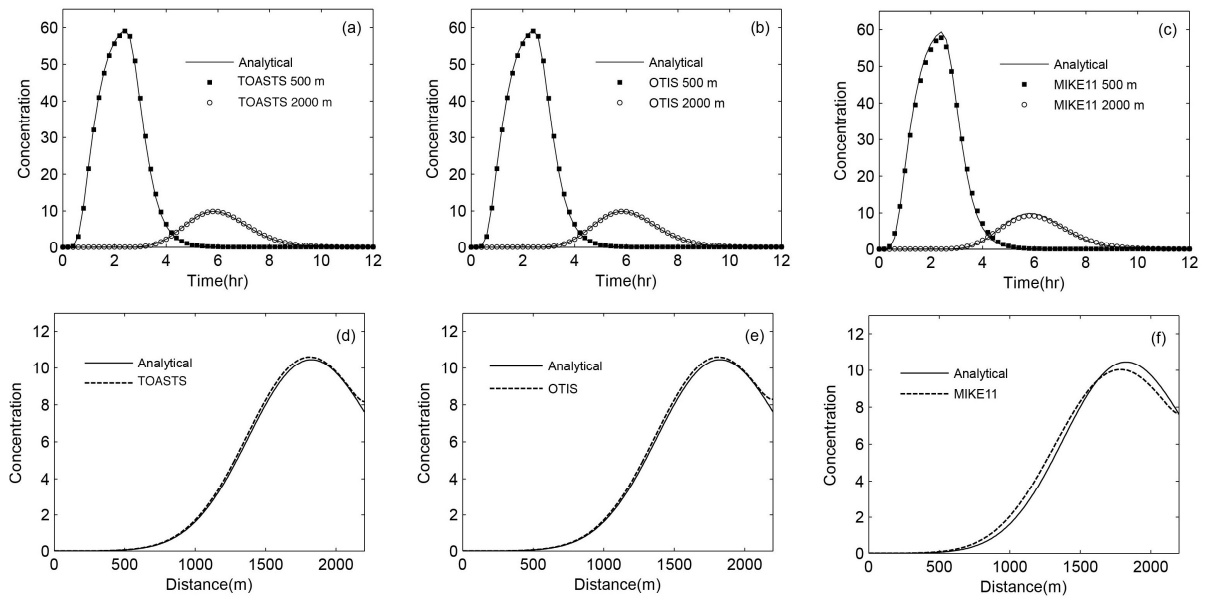 (a)
Analytical
TOASTS 500 m
TOASTS 2000 m
Concentration
60
50
40
30
20
10
0
0 2 4 6 8 10 12
Time(hr)
(b)
Analytical
OTIS 500 m
OTIS 2000 m
Concentration
60
50
40
30
20
10
0
0 2 4 6 8 10 12
Time(hr)
(c)
Analytical
MIKE11 500 m
MIKE11 2000 m
Concentration
60
50
40
30
20
10
0
0 2 4 6 8 10 12
Time(hr)
(d)
Analytical
TOASTS
Concentration
12
10
8
6
4
2
0
0 500 1000 1500 2000
Distance(m)
(e)
Analytical
OTIS
Concentration
12
10
8
6
4
2
0
0 500 1000 1500 2000
Distance(m)
(f)
Analytical
MIKE11
Concentration
12
10
8
6
4
2
0
0 500 1000 1500 2000
Distance(m)